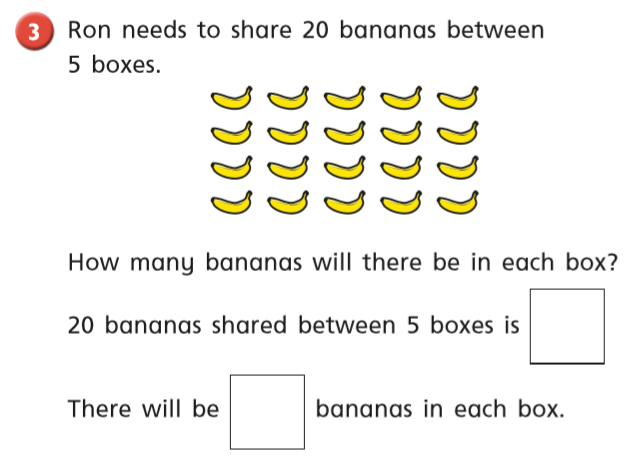 3 Ron needs to share 20 bananas between
5 boxes.
How many bananas will there be in each box?
20 bananas shared between 5 boxes is
There will be bananas in each box.